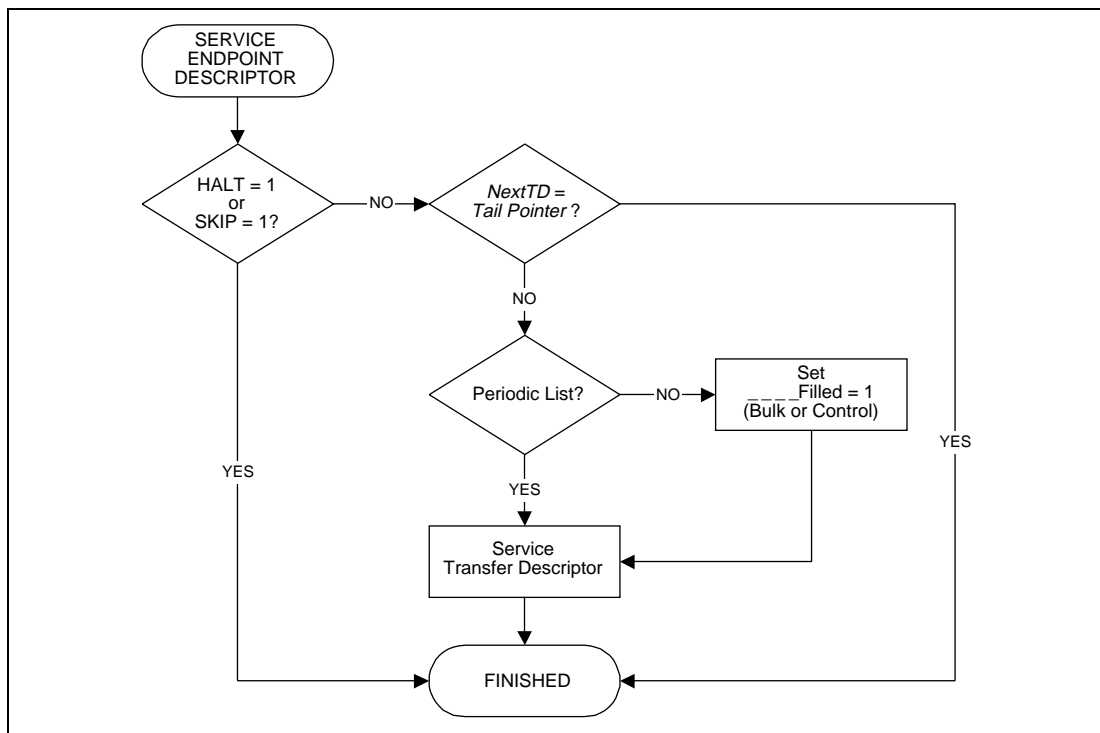 SERVICE
ENDPOINT
DESCRIPTOR
HALT = 1
or
SKIP = 1?
NO
NextTD =
Tail Pointer ?
NO
Periodic List?
NO
Set
_ _ _ _Filled = 1
(Bulk or Control)
YES
YES
YES
Service
Transfer Descriptor
FINISHED